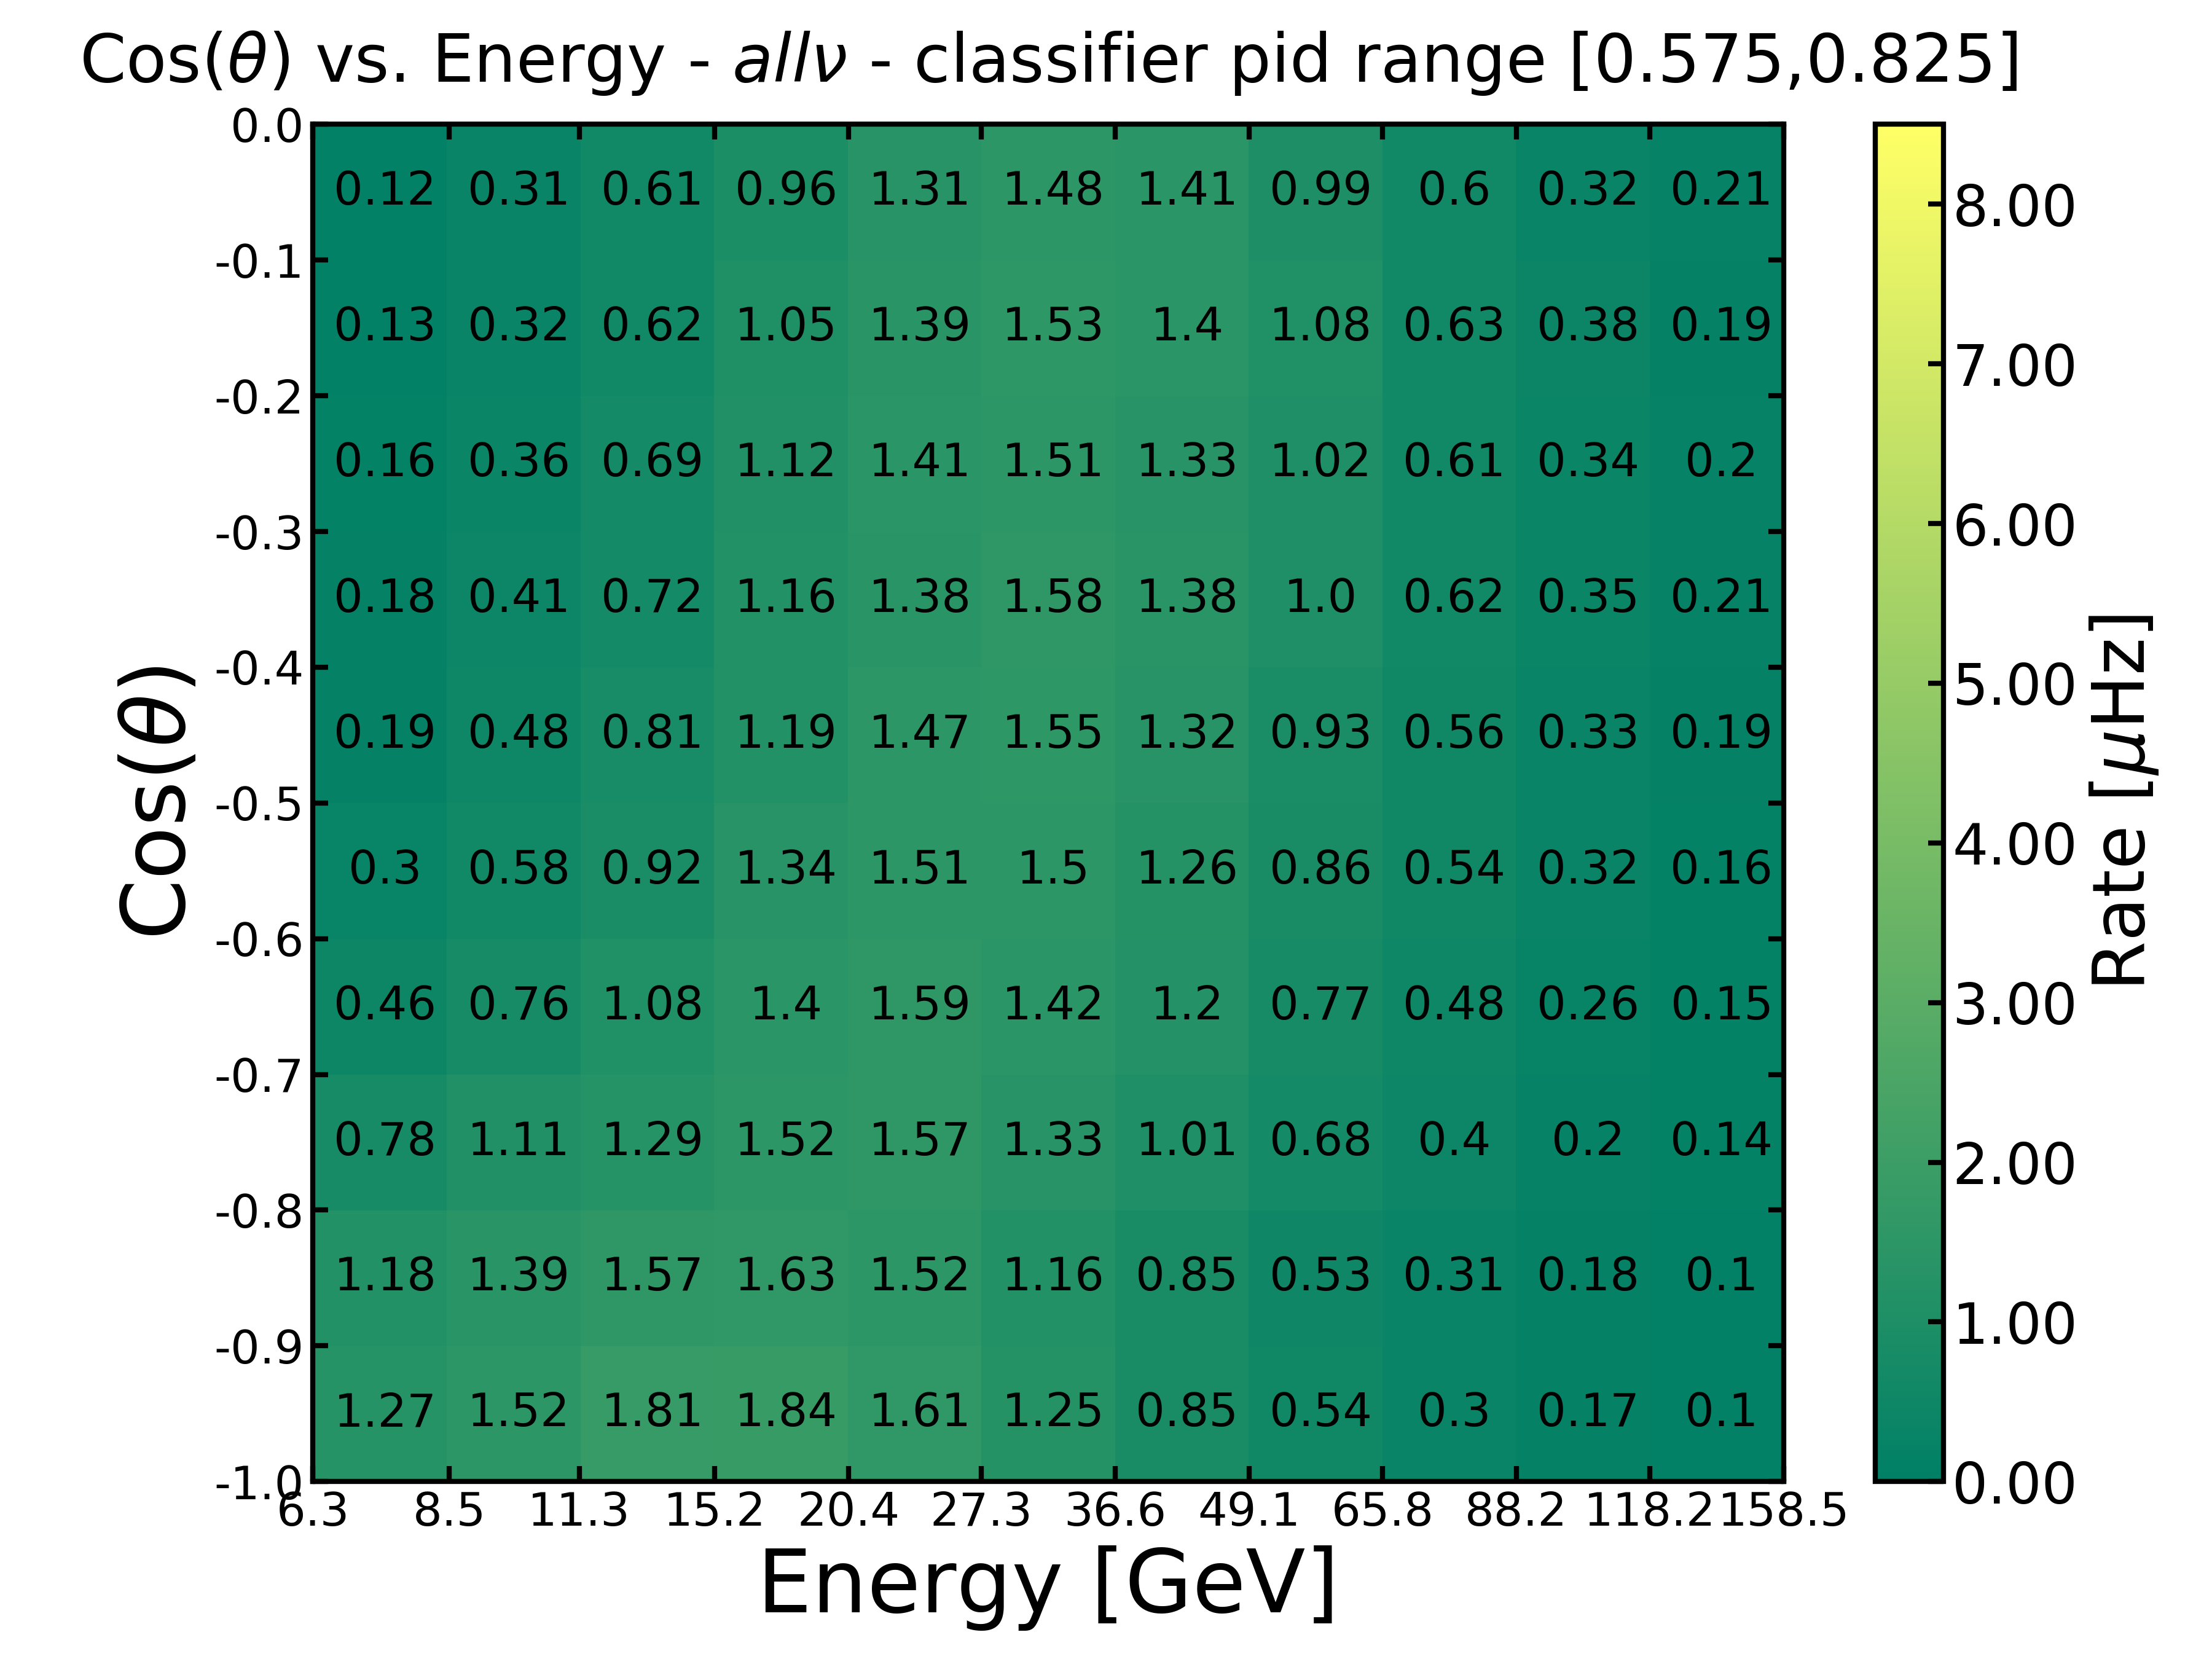 Cos(θ) vs. Energy - allν - classifier pid range [0.575,0.825]
0.0
0.12 0.31 0.61 0.96 1.31 1.48 1.41 0.99 0.6 0.32 0.21
-0.1
0.13 0.32 0.62 1.05 1.39 1.53 1.4 1.08 0.63 0.38 0.19
-0.2
0.16 0.36 0.69 1.12 1.41 1.51 1.33 1.02 0.61 0.34 0.2
-0.3
0.18 0.41 0.72 1.16 1.38 1.58 1.38 1.0 0.62 0.35 0.21
-0.4
0.19 0.48 0.81 1.19 1.47 1.55 1.32 0.93 0.56 0.33 0.19
-0.5
0.3 0.58 0.92 1.34 1.51 1.5 1.26 0.86 0.54 0.32 0.16
-0.6
0.46 0.76 1.08 1.4 1.59 1.42 1.2 0.77 0.48 0.26 0.15
-0.7
0.78 1.11 1.29 1.52 1.57 1.33 1.01 0.68 0.4 0.2 0.14
-0.8
1.18 1.39 1.57 1.63 1.52 1.16 0.85 0.53 0.31 0.18 0.1
-0.9
1.27 1.52 1.81 1.84 1.61 1.25 0.85 0.54 0.3 0.17 0.1
-1.0
6.3 8.5 11.3 15.2 20.4 27.3 36.6 49.1 65.8 88.2 118.2 158.5
Energy [GeV]
Cos(θ)
8.00
7.00
6.00
5.00
4.00
3.00
2.00
1.00
0.00
Rate [μHz]